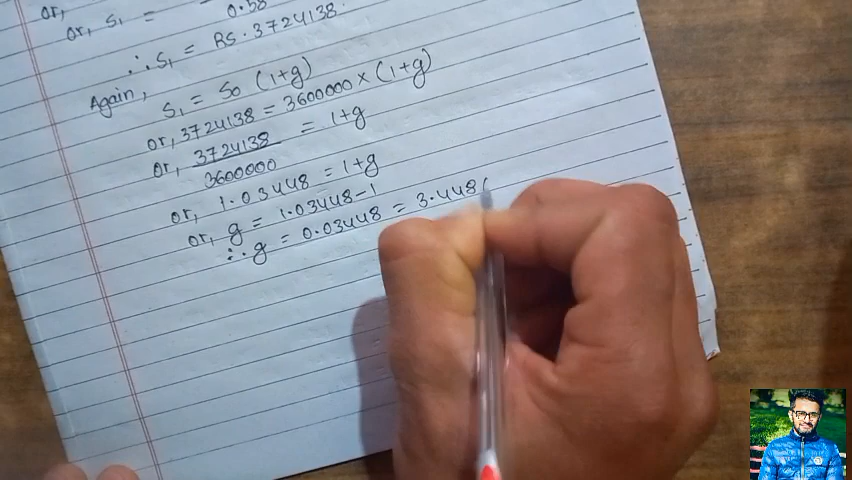 or,
or, S₁ = 0.58
∴ S₁ = RS. 3724138.
Again,
S₁ = S0 (1+g)
or, 3724138 = 3600000 × (1+g)
or, 3724138 / 3600000 = 1+g
or, 1.03448 = 1+g
or, g = 1.03448-1
∴ g = 0.03448 = 3.448